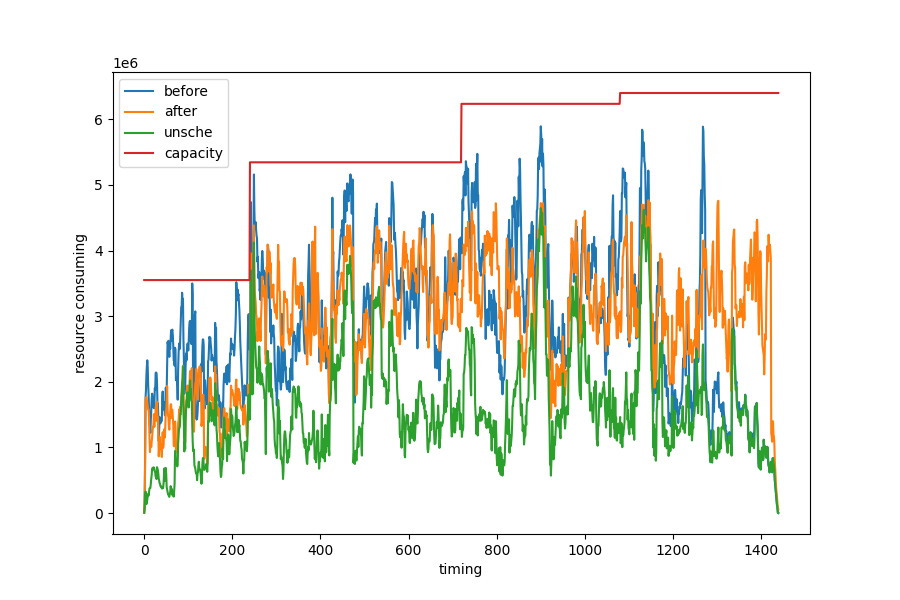 1e6
before
after
unsche
capacity
6
5
4
3
2
1
0
resource consuming
0 200 400 600 800 1000 1200 1400
timing